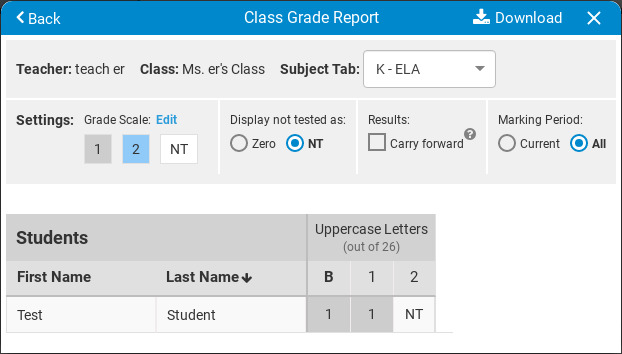 Back Class Grade Report Download
Teacher: teach er Class: Ms. er's Class Subject Tab: K - ELA
Settings: Grade Scale: Edit Display not tested as: Results: Marking Period:
1 2 NT Zero NT Carry forward ? Current All
Students Uppercase Letters
(out of 26)
First Name Last Name B 1 2
Test Student 1 1 NT